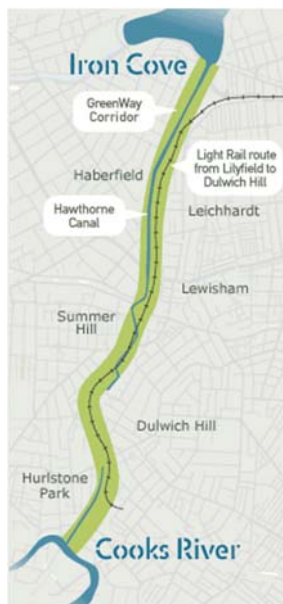 Iron Cove
GreenWay
Corridor
Light Rail route
from Lilyfield to
Dulwich Hill
Haberfield
Hawthorne
Canal
Leichhardt
Lewisham
Summer
Hill
Dulwich Hill
Hurlstone
Park
Cooks River